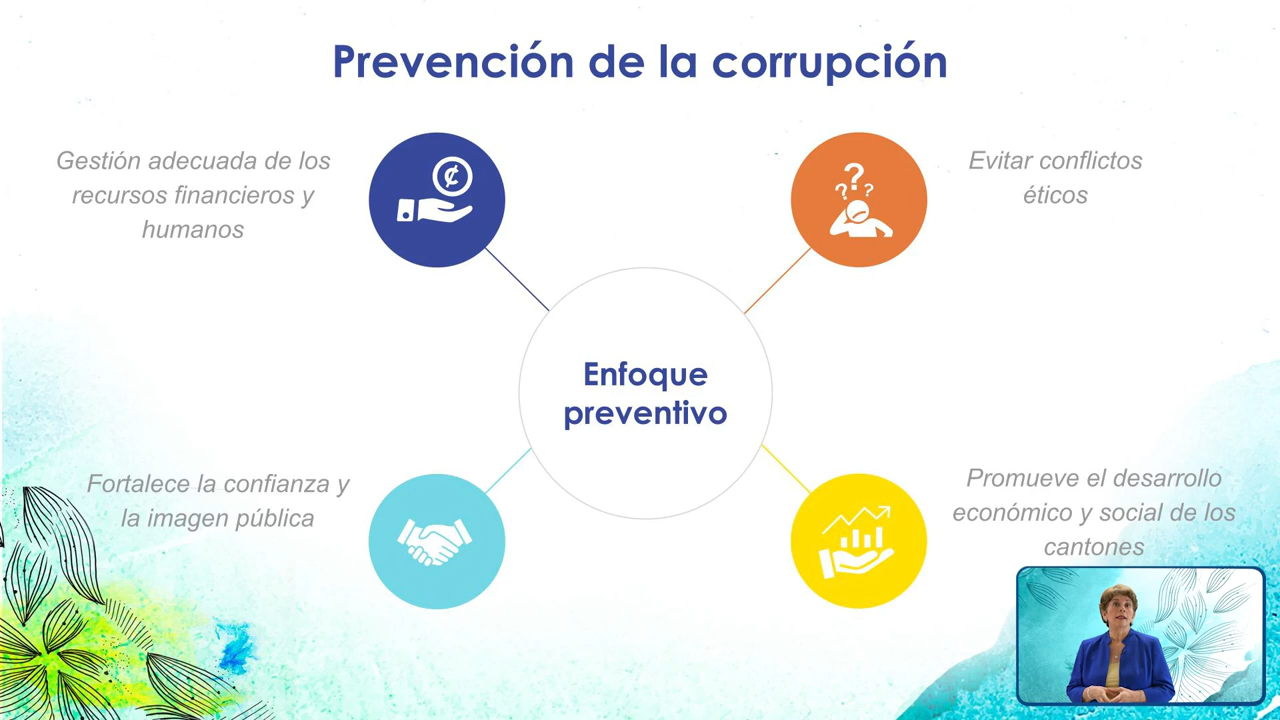 Prevención de la corrupción
Gestión adecuada de los
recursos financieros y
humanos
Evitar conflictos
éticos
Enfoque
preventivo
Fortalece la confianza y
la imagen pública
Promueve el desarrollo
económico y social de los
cantones